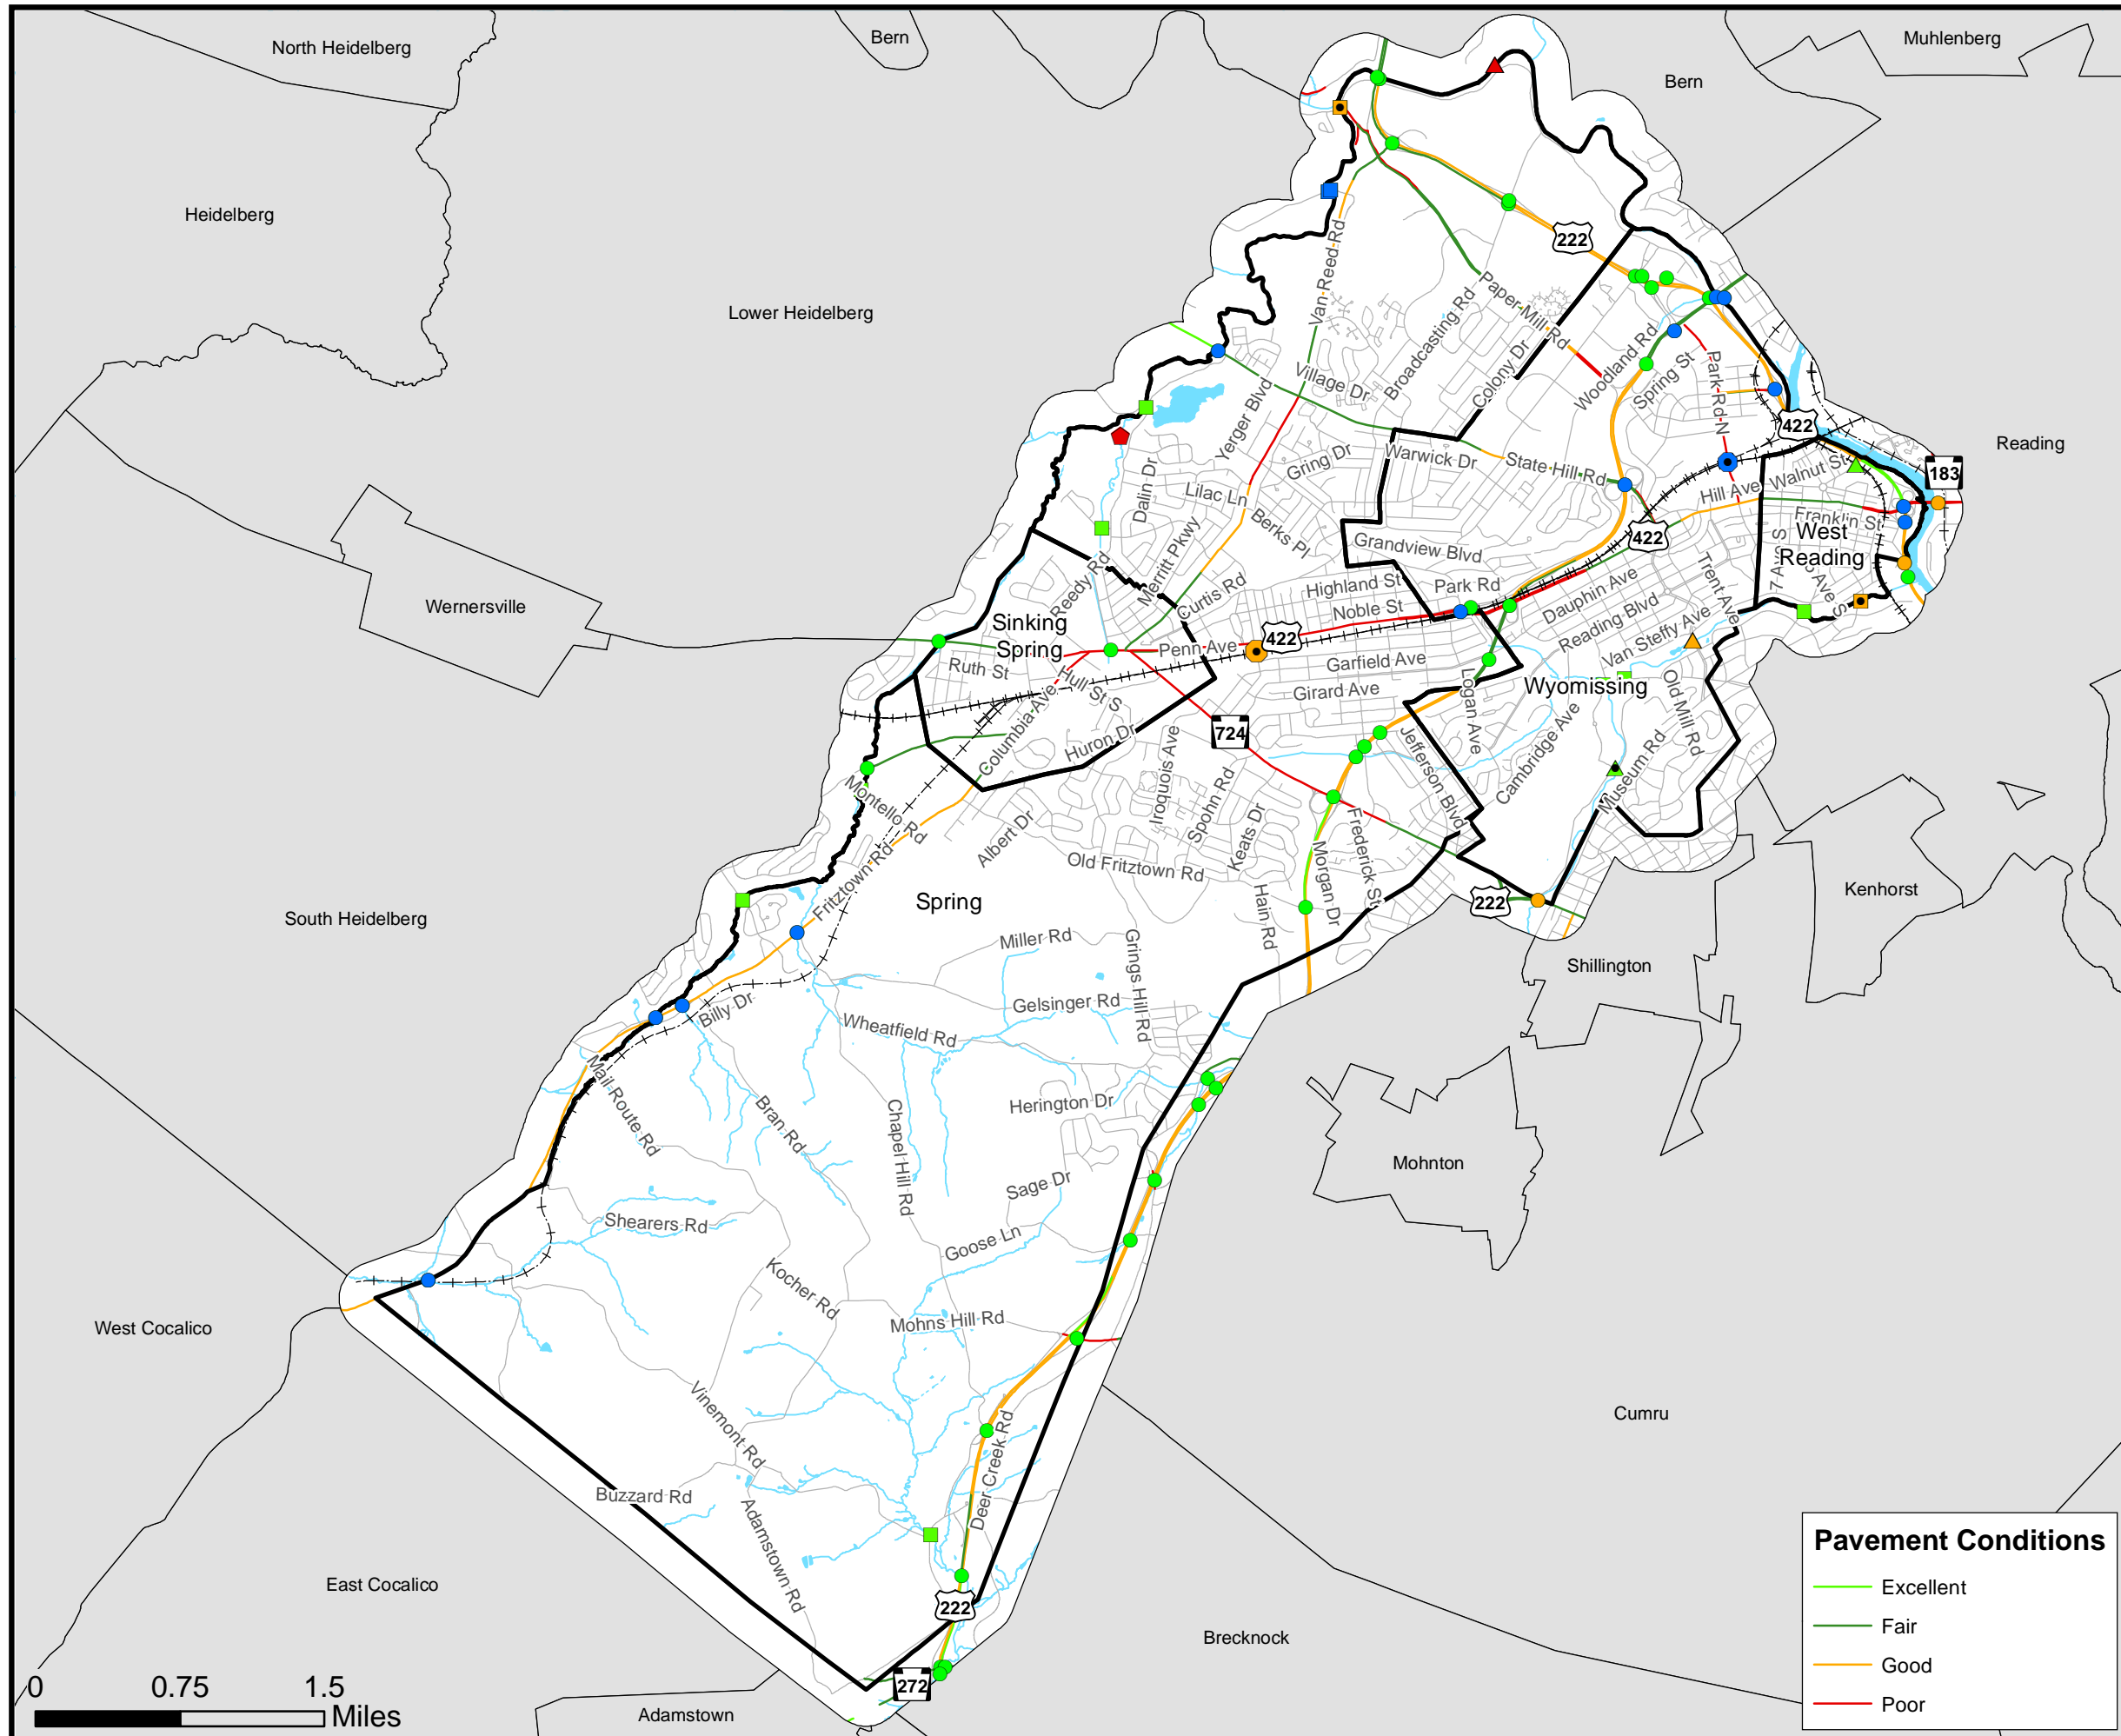 North Heidelberg
Bern
Muhlenberg
Bern
Heidelberg
222
Lower Heidelberg
Van Reed Rd
Paper Mill Rd
Broadcasting Rd
Colony Dr
Woodland Rd
Spring St
Park Rd N
Village Dr
Yerger Blvd
422
Reading
Gring Dr
Warwick Dr
State Hill Rd
183
Walnut St
Hill Ave
Dalin Dr
Lilac Ln
Berks Pl
Franklin St
West
Reading
422
Grandview Blvd
Merritt Pkwy
Reedy Rd
Curtis Rd
Highland St
Park Rd
Noble St
Dauphin Ave
Trent Ave
7 Ave S
Ave S
Wernersville
Reading Blvd
Van Steffy Ave
Sinking
Spring
422
Penn Ave
Garfield Ave
Ruth St
Girard Ave
Hull St S
Wyomissing
Logan Ave
Old Mill Rd
Columbia Ave
Huron Dr
724
Cambridge Ave
Museum Rd
Jefferson Blvd
Iroquois Ave
Spohn Rd
Keats Dr
Frederick St
Montello Rd
Albert Dr
Old Fritztown Rd
Morgan Dr
Hain Rd
Fritztown Rd
Spring
222
Kenhorst
South Heidelberg
Miller Rd
Grings Hill Rd
Shillington
Gelsinger Rd
Billy Dr
Wheatfield Rd
Mail Route Rd
Bran Rd
Chapel Hill Rd
Herington Dr
Mohnton
Sage Dr
Shearers Rd
Goose Ln
Kocher Rd
Mohns Hill Rd
West Cocalico
Cumru
Vinemont Rd
Deer Creek Rd
Buzzard Rd
Adamstown Rd
East Cocalico
222
Brecknock
272
Adamstown
0 0.75 1.5
Miles
Pavement Conditions
Excellent
Fair
Good
Poor